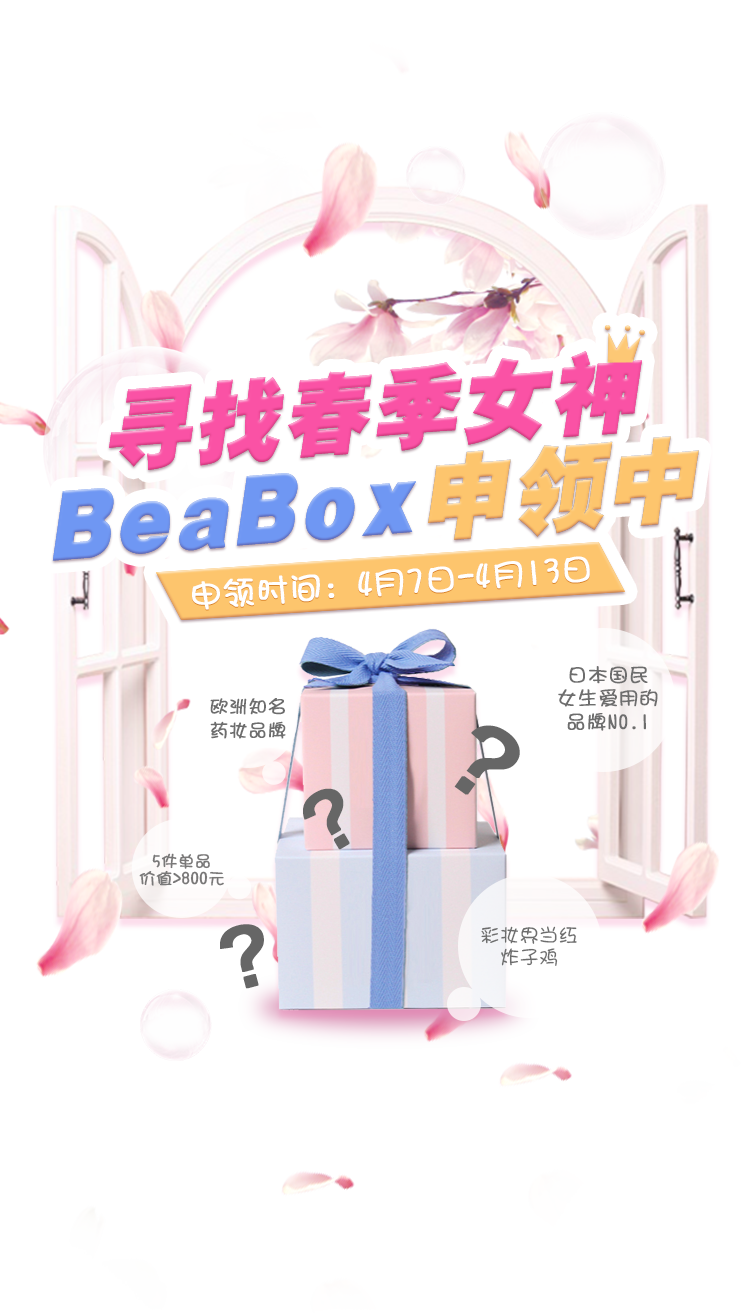 寻找春季女神
BeaBox申领中
申领时间：4月7日-4月13日
欧洲知名
药妆品牌
日本国民
女生爱用的
品牌NO.1
?
?
5件单品
价值>800元
?
彩妆界当红
炸子鸡